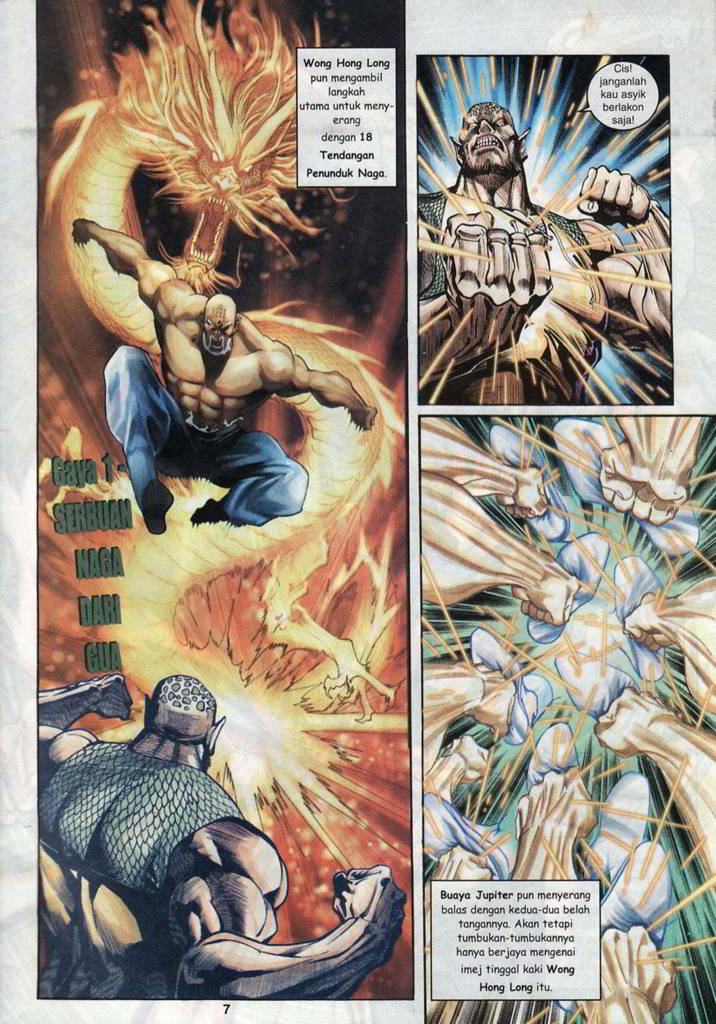 Wong Hong Long
pun mengambil
langkah
utama untuk meny-
erang
dengan 18
Tendangan
Penunduk Naga.
Cis!
janganlah
kau asyik
berlakon
saja!
Gaya 1 -
SERBUAN
NAGA
DARI
GUA
Buaya Jupiter pun menyerang
balas dengan kedua-dua belah
tangannya. Akan tetapi
tumbukan-tumbukannya
hanya berjaya mengenai
imej tinggal kaki Wong
Hong Long itu.
7